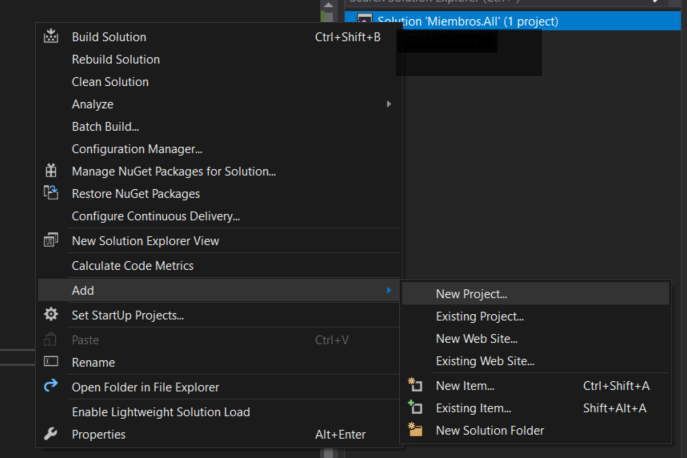 Search Solution Explorer (Ctrl+')
Solution 'Miembros.All' (1 project)
Build Solution Ctrl+Shift+B
Rebuild Solution
Clean Solution
Analyze
Batch Build...
Configuration Manager...
Manage NuGet Packages for Solution...
Restore NuGet Packages
Configure Continuous Delivery...
New Solution Explorer View
Calculate Code Metrics
Add
Set StartUp Projects...
Paste Ctrl+V
Rename
Open Folder in File Explorer
Enable Lightweight Solution Load
Properties Alt+Enter
New Project...
Existing Project...
New Web Site...
Existing Web Site...
New Item... Ctrl+Shift+A
Existing Item... Shift+Alt+A
New Solution Folder